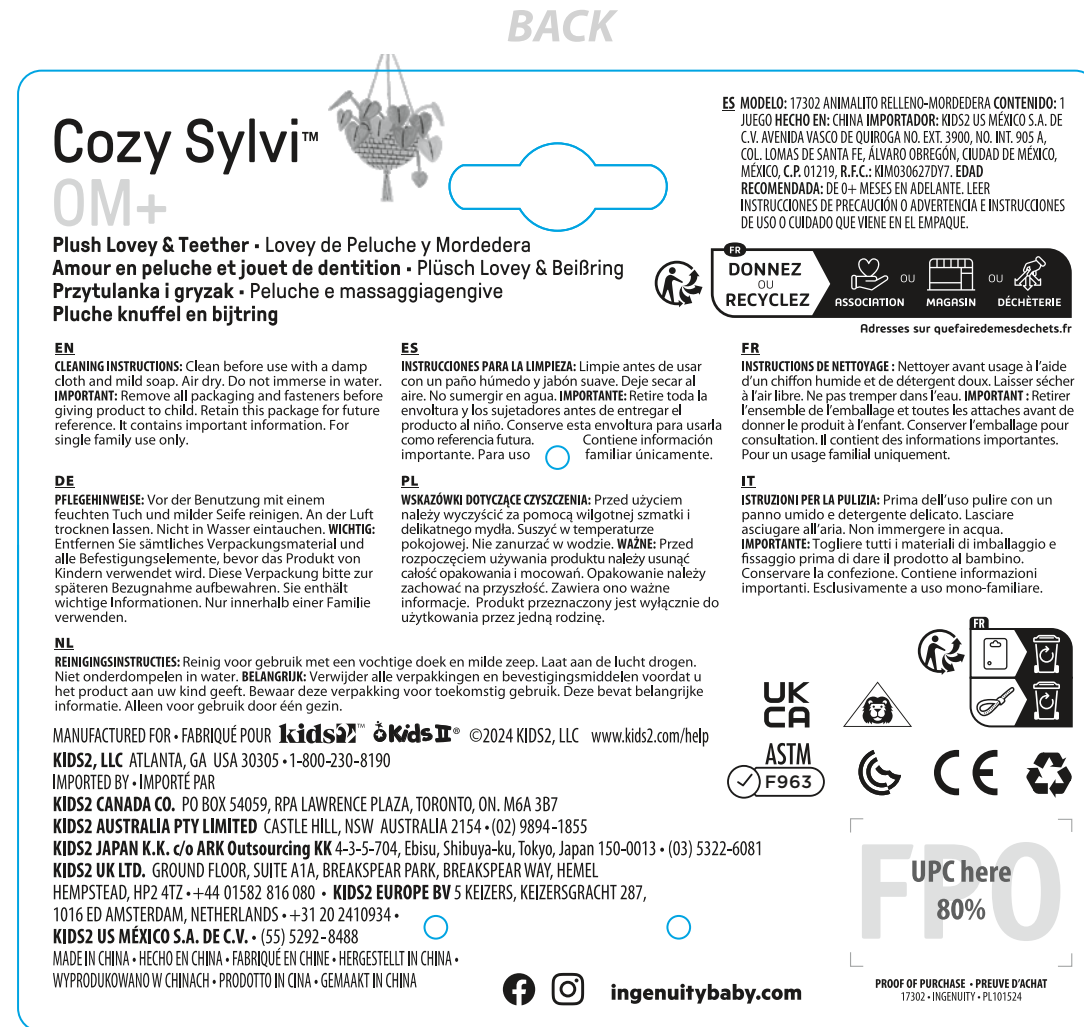 BACK
Cozy Sylvi™
0M+
Plush Lovey & Teether • Lovey de Peluche y Mordedera
Amour en peluche et jouet de dentition • Plüsch Lovey & Beißring
Przytulanka i gryzak • Peluche e massaggiagengive
Pluche knuffel en bijtring
ES MODELO: 17302 ANIMALITO RELLENO-MORDEDERA CONTENIDO: 1
JUEGO HECHO EN: CHINA IMPORTADOR: KIDS2 US MÉXICO S.A. DE
C.V. AVENIDA VASCO DE QUIROGA NO. EXT. 3900, NO. INT. 905 A,
COL. LOMAS DE SANTA FE, ÁLVARO OBREGÓN, CIUDAD DE MÉXICO,
MÉXICO, C.P. 01219, R.F.C.: KIM030627DY7. EDAD
RECOMENDADA: DE 0+ MESES EN ADELANTE. LEER
INSTRUCCIONES DE PRECAUCIÓN O ADVERTENCIA E INSTRUCCIONES
DE USO O CUIDADO QUE VIENE EN EL EMPAQUE.
FR
DONNEZ
OU
RECYCLEZ
ASSOCIATION OU MAGASIN OU DÉCHÈTERIE
Adresses sur quefairedemesdechets.fr
EN
CLEANING INSTRUCTIONS: Clean before use with a damp
cloth and mild soap. Air dry. Do not immerse in water.
IMPORTANT: Remove all packaging and fasteners before
giving product to child. Retain this package for future
reference. It contains important information. For
single family use only.
ES
INSTRUCCIONES PARA LA LIMPIEZA: Limpie antes de usar
con un paño húmedo y jabón suave. Deje secar al
aire. No sumergir en agua. IMPORTANTE: Retire toda la
envoltura y los sujetadores antes de entregar el
producto al niño. Conserve esta envoltura para usarla
como referencia futura. Contiene información
importante. Para uso familiar únicamente.
FR
INSTRUCTIONS DE NETTOYAGE : Nettoyer avant usage à l'aide
d'un chiffon humide et de détergent doux. Laisser sécher
à l'air libre. Ne pas tremper dans l'eau. IMPORTANT : Retirer
l'ensemble de l'emballage et toutes les attaches avant de
donner le produit à l'enfant. Conserver l'emballage pour
consultation. Il contient des informations importantes.
Pour un usage familial uniquement.
DE
PFLEGEHINWEISE: Vor der Benutzung mit einem
feuchten Tuch und milder Seife reinigen. An der Luft
trocknen lassen. Nicht in Wasser eintauchen. WICHTIG:
Entfernen Sie sämtliches Verpackungsmaterial und
alle Befestigungselemente, bevor das Produkt von
Kindern verwendet wird. Diese Verpackung bitte zur
späteren Bezugnahme aufbewahren. Sie enthält
wichtige Informationen. Nur innerhalb einer Familie
verwenden.
PL
WSKAZÓWKI DOTYCZĄCE CZYSZCZENIA: Przed użyciem
należy wyczyścić za pomocą wilgotnej szmatki i
delikatnego mydła. Suszyć w temperaturze
pokojowej. Nie zanurzać w wodzie. WAŻNE: Przed
rozpoczęciem używania produktu należy usunąć
całość opakowania i mocowań. Opakowanie należy
zachować na przyszłość. Zawiera ono ważne
informacje. Produkt przeznaczony jest wyłącznie do
użytkowania przez jedną rodzinę.
IT
ISTRUZIONI PER LA PULIZIA: Prima dell'uso pulire con un
panno umido e detergente delicato. Lasciare
asciugare all'aria. Non immergere in acqua.
IMPORTANTE: Togliere tutti i materiali di imballaggio e
fissaggio prima di dare il prodotto al bambino.
Conservare la confezione. Contiene informazioni
importanti. Esclusivamente a uso mono-familiare.
NL
REINIGINGSINSTRUCTIES: Reinig voor gebruik met een vochtige doek en milde zeep. Laat aan de lucht drogen.
Niet onderdompelen in water. BELANGRIJK: Verwijder alle verpakkingen en bevestigingsmiddelen voordat u
het product aan uw kind geeft. Bewaar deze verpakking voor toekomstig gebruik. Deze bevat belangrijke
informatie. Alleen voor gebruik door één gezin.
FR
UK
CA
ASTM
F963
CE
MANUFACTURED FOR • FABRIQUÉ POUR kids2™ Kids II® ©2024 KIDS2, LLC www.kids2.com/help
KIDS2, LLC ATLANTA, GA USA 30305 • 1-800-230-8190
IMPORTED BY • IMPORTÉ PAR
KIDS2 CANADA CO. PO BOX 54059, RPA LAWRENCE PLAZA, TORONTO, ON. M6A 3B7
KIDS2 AUSTRALIA PTY LIMITED CASTLE HILL, NSW AUSTRALIA 2154 • (02) 9894-1855
KIDS2 JAPAN K.K. c/o ARK Outsourcing KK 4-3-5-704, Ebisu, Shibuya-ku, Tokyo, Japan 150-0013 • (03) 5322-6081
KIDS2 UK LTD. GROUND FLOOR, SUITE A1A, BREAKSPEAR PARK, BREAKSPEAR WAY, HEMEL
HEMPSTEAD, HP2 4TZ • +44 01582 816 080 • KIDS2 EUROPE BV 5 KEIZERS, KEIZERSGRACHT 287,
1016 ED AMSTERDAM, NETHERLANDS • +31 20 2410934 •
KIDS2 US MÉXICO S.A. DE C.V. • (55) 5292-8488
MADE IN CHINA • HECHO EN CHINA • FABRIQUÉ EN CHINE • HERGESTELLT IN CHINA •
WYPRODUKOWANO W CHINACH • PRODOTTO IN CINA • GEMAAKT IN CHINA
ingenuitybaby.com
FPO
UPC here
80%
PROOF OF PURCHASE • PREUVE D'ACHAT
17302 • INGENUITY • PL101524